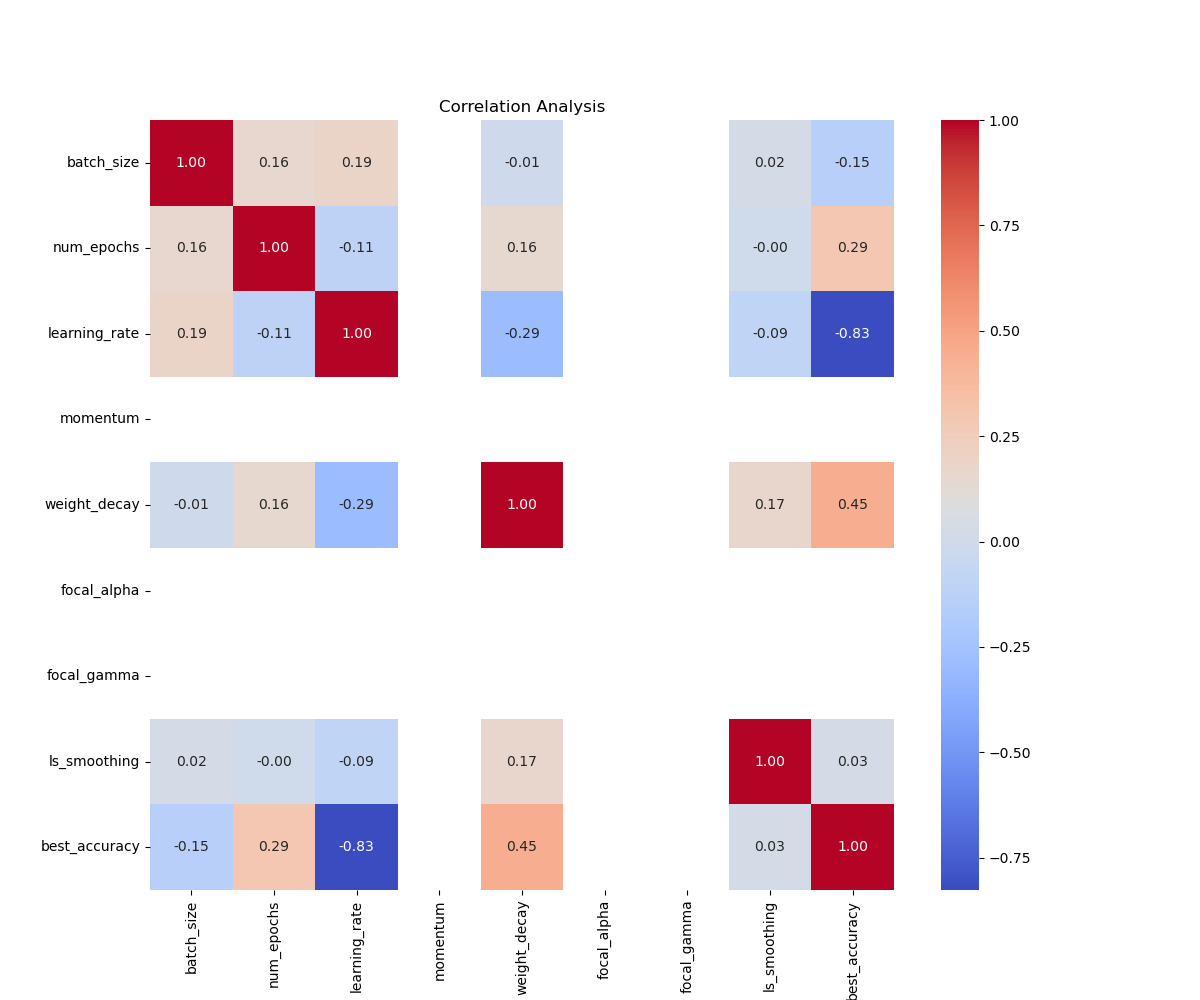 Correlation Analysis
batch_size 1.00 0.16 0.19 -0.01 0.02 -0.15
num_epochs 0.16 1.00 -0.11 0.16 -0.00 0.29
learning_rate 0.19 -0.11 1.00 -0.29 -0.09 -0.83
momentum
weight_decay -0.01 0.16 -0.29 1.00 0.17 0.45
focal_alpha
focal_gamma
ls_smoothing 0.02 -0.00 -0.09 0.17 1.00 0.03
best_accuracy -0.15 0.29 -0.83 0.45 0.03 1.00
batch_size
num_epochs
learning_rate
momentum
weight_decay
focal_alpha
focal_gamma
ls_smoothing
best_accuracy
1.00
0.75
0.50
0.25
0.00
−0.25
−0.50
−0.75